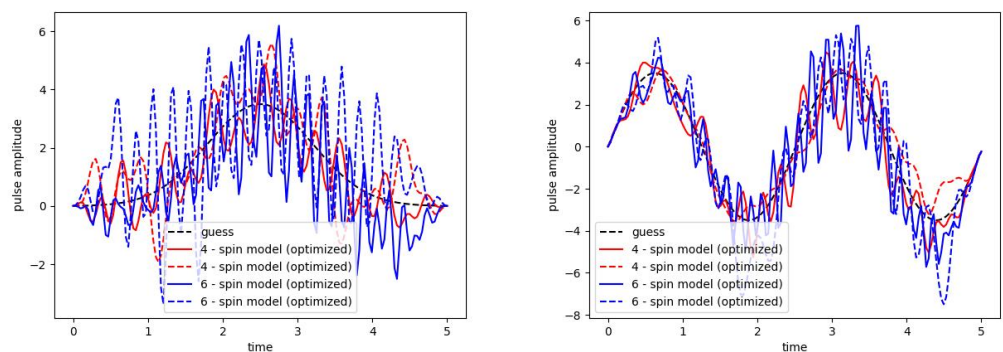 6
4
2
0
−2
pulse amplitude
guess
4 - spin model (optimized)
4 - spin model (optimized)
6 - spin model (optimized)
6 - spin model (optimized)
0 1 2 3 4 5
time
6
4
2
0
−2
−4
−6
−8
pulse amplitude
guess
4 - spin model (optimized)
4 - spin model (optimized)
6 - spin model (optimized)
6 - spin model (optimized)
0 1 2 3 4 5
time